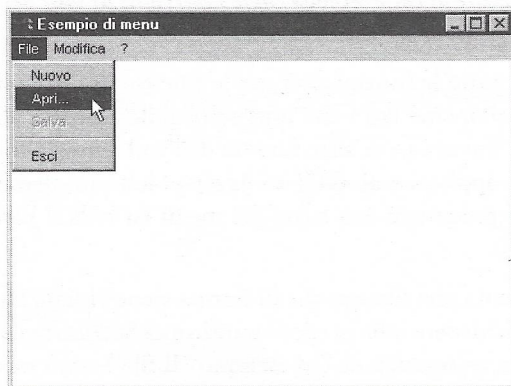 Esempio di menu
File Modifica ?
Nuovo
Apri...
Salva
Esci